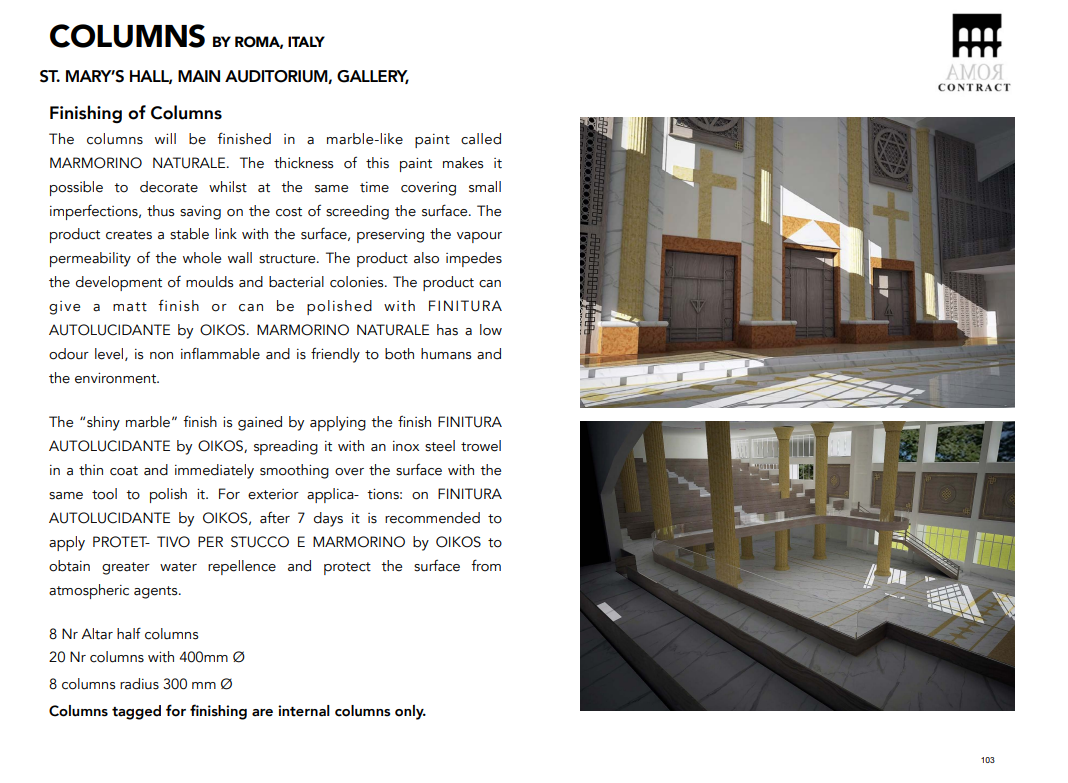 COLUMNS BY ROMA, ITALY
ST. MARY'S HALL, MAIN AUDITORIUM, GALLERY,
AMOЯ
CONTRACT
Finishing of Columns
The columns will be finished in a marble-like paint called
MARMORINO NATURALE. The thickness of this paint makes it
possible to decorate whilst at the same time covering small
imperfections, thus saving on the cost of screeding the surface. The
product creates a stable link with the surface, preserving the vapour
permeability of the whole wall structure. The product also impedes
the development of moulds and bacterial colonies. The product can
give a matt finish or can be polished with FINITURA
AUTOLUCIDANTE by OIKOS. MARMORINO NATURALE has a low
odour level, is non inflammable and is friendly to both humans and
the environment.
The “shiny marble” finish is gained by applying the finish FINITURA
AUTOLUCIDANTE by OIKOS, spreading it with an inox steel trowel
in a thin coat and immediately smoothing over the surface with the
same tool to polish it. For exterior applica- tions: on FINITURA
AUTOLUCIDANTE by OIKOS, after 7 days it is recommended to
apply PROTET- TIVO PER STUCCO E MARMORINO by OIKOS to
obtain greater water repellence and protect the surface from
atmospheric agents.
8 Nr Altar half columns
20 Nr columns with 400mm Ø
8 columns radius 300 mm Ø
Columns tagged for finishing are internal columns only.
103